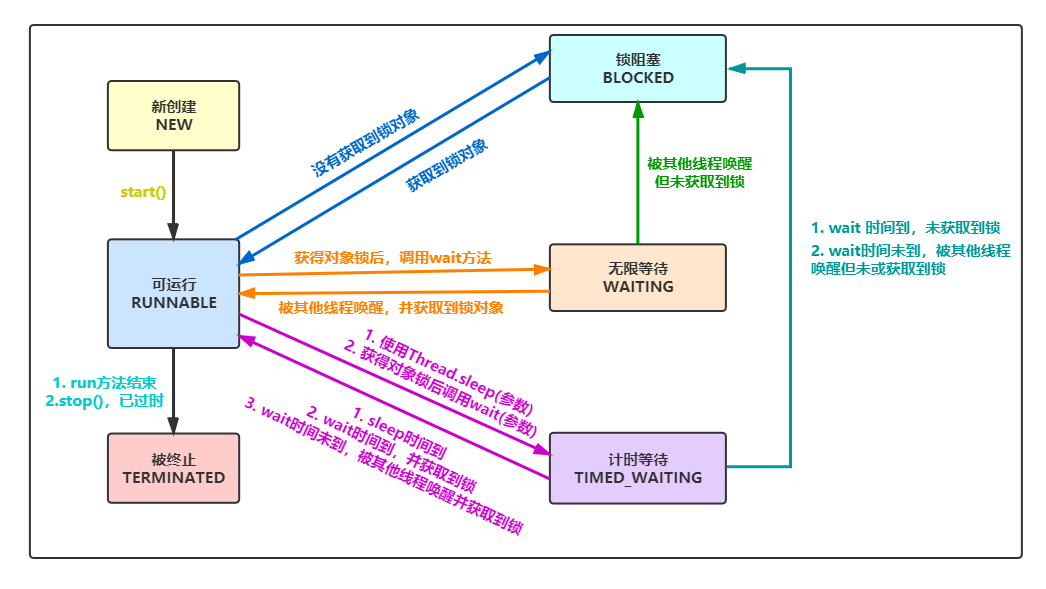 锁阻塞
BLOCKED
新创建
NEW
没有获取到锁对象
获取到锁对象
start()
被其他线程唤醒
但未获取到锁
1. wait 时间到，未获取到锁
2. wait时间未到，被其他线程
唤醒但未或获取到锁
可运行
RUNNABLE
获得对象锁后，调用wait方法
无限等待
WAITING
被其他线程唤醒，并获取到锁对象
1. 使用Thread.sleep(参数)
2. 获得对象锁后调用wait(参数)
1. run方法结束
2.stop()，已过时
1. sleep时间到
2. wait时间到，并获取到锁
3. wait时间未到，被其他线程唤醒并获取到锁
被终止
TERMINATED
计时等待
TIMED_WAITING